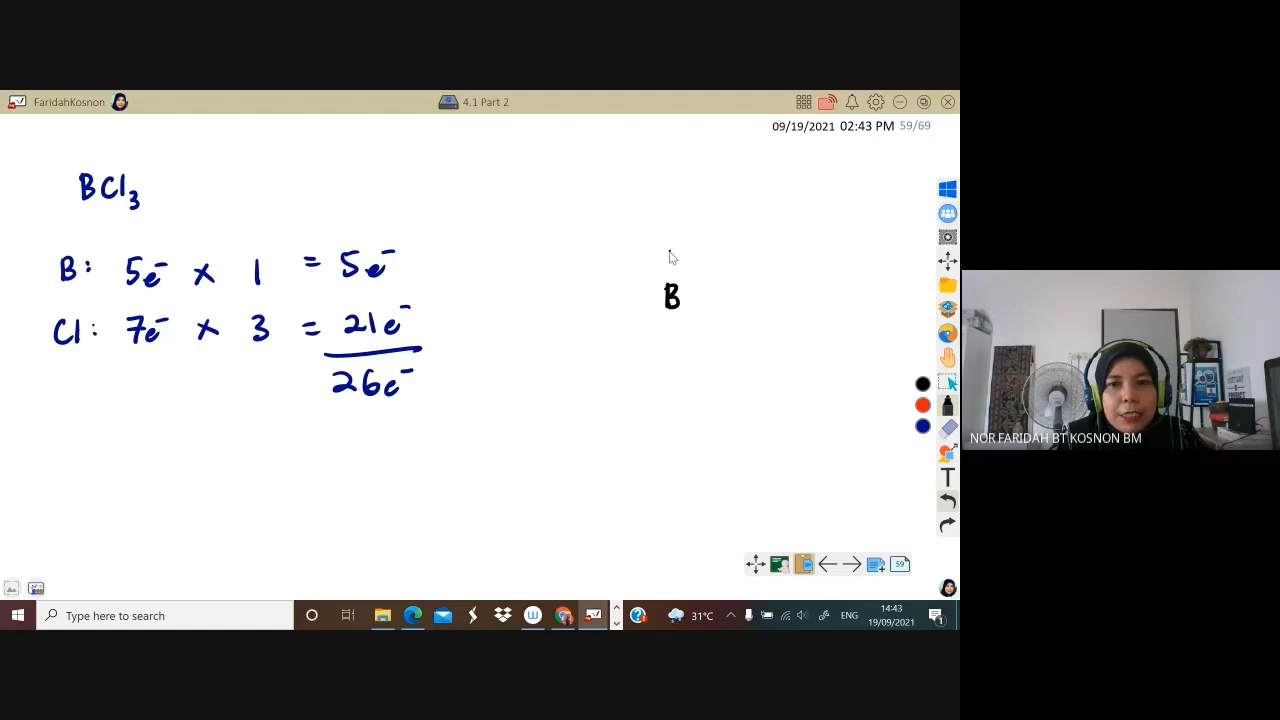 FaridahKosnon
4.1 Part 2
09/19/2021 02:43 PM 59/69
BCl3
B: 5e- x 1 = 5e-
Cl: 7e- x 3 = 21e-
26e-
B
T
NOR FARIDAH BT KOSNON BM
59
Type here to search
31°C
ENG
14:43
19/09/2021